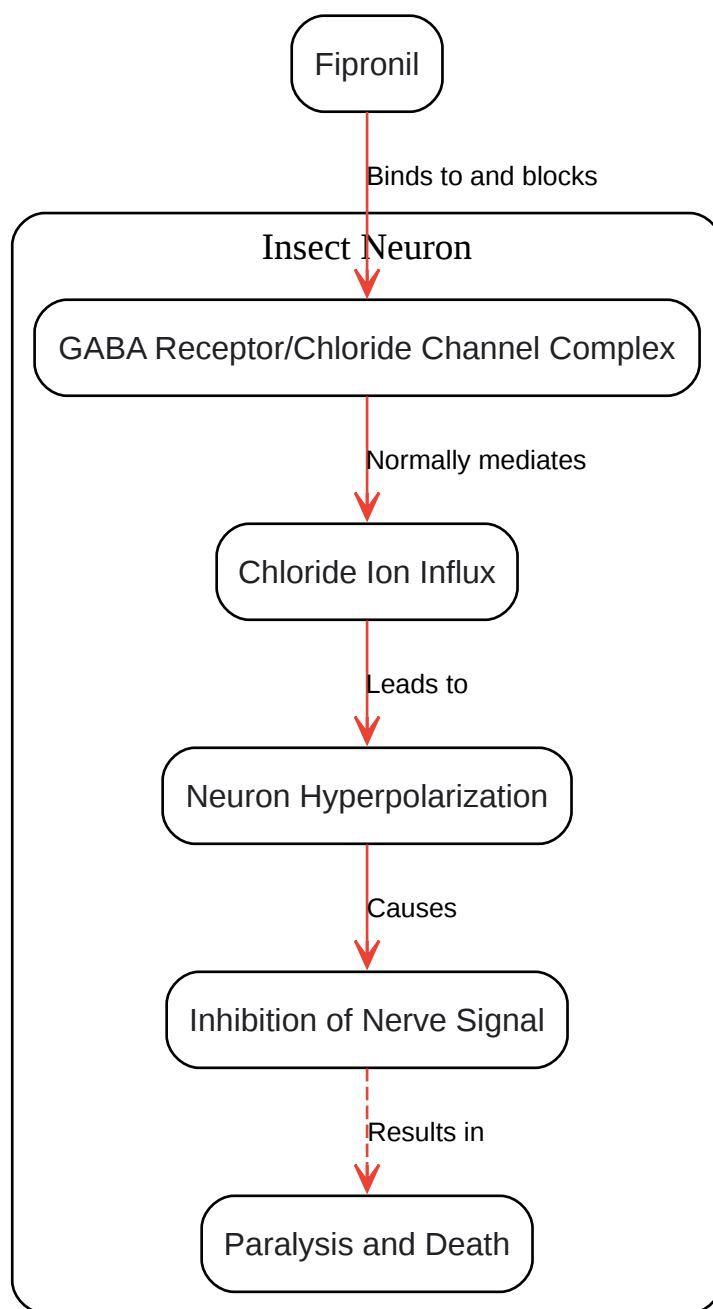 Fipronil
Binds to and blocks
Insect Neuron
GABA Receptor/Chloride Channel Complex
Normally mediates
Chloride Ion Influx
Leads to
Neuron Hyperpolarization
Causes
Inhibition of Nerve Signal
Results in
Paralysis and Death